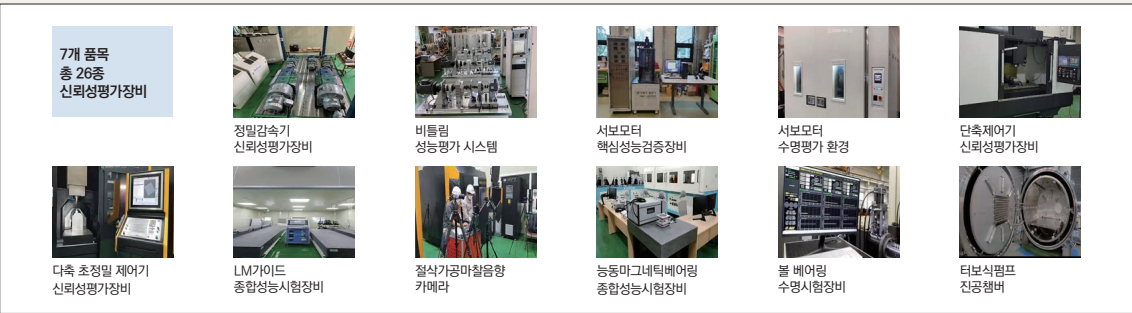 7개 품목
총 26종
신뢰성평가장비
정밀감속기
신뢰성평가장비
비틀림
성능평가 시스템
서보모터
핵심성능검증장비
서보모터
수명평가 환경
단축제어기
신뢰성평가장비
다축 초정밀 제어기
신뢰성평가장비
LM가이드
종합성능시험장비
절삭가공마찰음향
카메라
능동마그네틱베어링
종합성능시험장비
볼 베어링
수명시험장비
터보식펌프
진공챔버